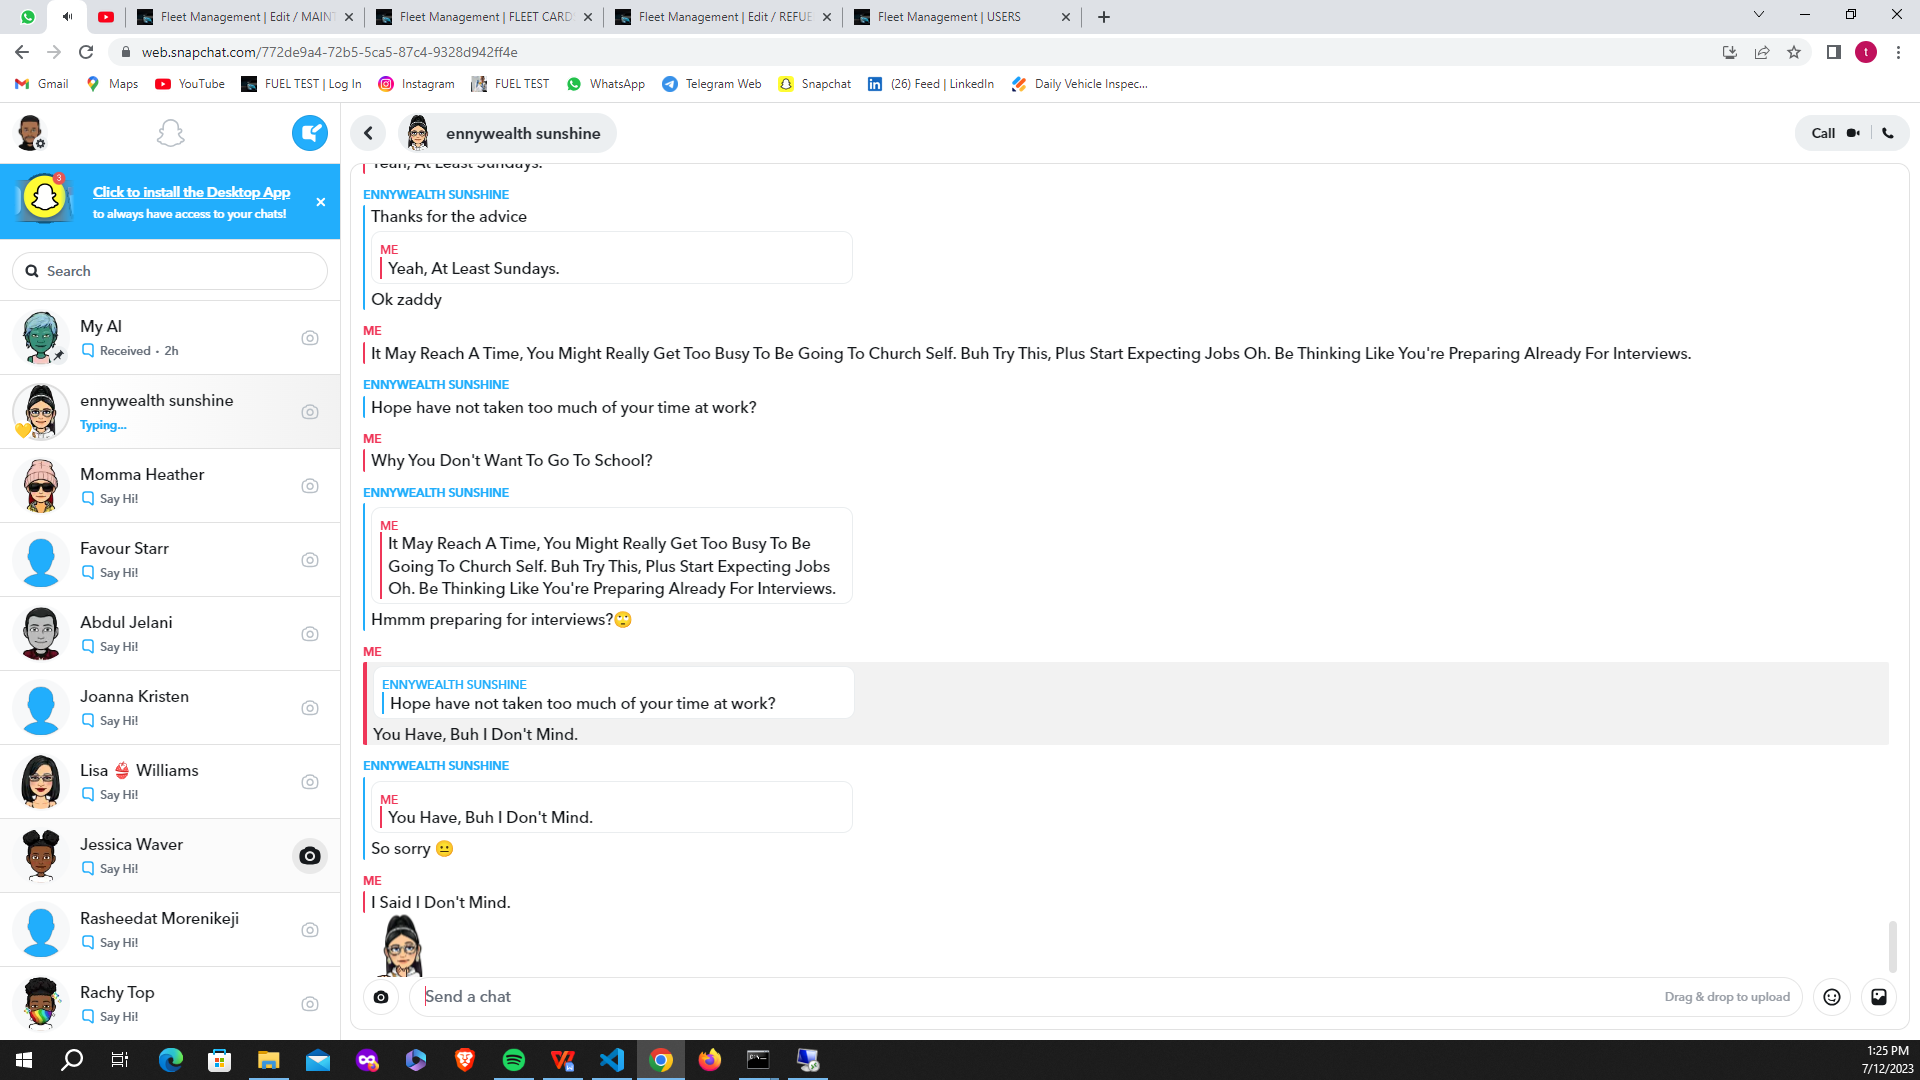 Fleet Management | Edit / MAINT
Fleet Management | FLEET CARD
Fleet Management | Edit / REFUE
Fleet Management | USERS
web.snapchat.com/772de9a4-72b5-5ca5-87c4-9328d942ff4e
t
Gmail
Maps
YouTube
FUEL TEST | Log In
Instagram
FUEL TEST
WhatsApp
Telegram Web
Snapchat
(26) Feed | LinkedIn
Daily Vehicle Inspec...
ennywealth sunshine
Call
3
Click to install the Desktop App
to always have access to your chats!
Search
My AI
Received · 2h
ennywealth sunshine
Typing...
Momma Heather
Say Hi!
Favour Starr
Say Hi!
Abdul Jelani
Say Hi!
Joanna Kristen
Say Hi!
Lisa 👙 Williams
Say Hi!
Jessica Waver
Say Hi!
Rasheedat Morenikeji
Say Hi!
Rachy Top
Say Hi!
Yeah, At Least Sundays.
ENNYWEALTH SUNSHINE
Thanks for the advice
ME
Yeah, At Least Sundays.
Ok zaddy
ME
It May Reach A Time, You Might Really Get Too Busy To Be Going To Church Self. Buh Try This, Plus Start Expecting Jobs Oh. Be Thinking Like You're Preparing Already For Interviews.
ENNYWEALTH SUNSHINE
Hope have not taken too much of your time at work?
ME
Why You Don't Want To Go To School?
ENNYWEALTH SUNSHINE
ME
It May Reach A Time, You Might Really Get Too Busy To Be
Going To Church Self. Buh Try This, Plus Start Expecting Jobs
Oh. Be Thinking Like You're Preparing Already For Interviews.
Hmmm preparing for interviews?🙄
ME
ENNYWEALTH SUNSHINE
Hope have not taken too much of your time at work?
You Have, Buh I Don't Mind.
ENNYWEALTH SUNSHINE
ME
You Have, Buh I Don't Mind.
So sorry 😐
ME
I Said I Don't Mind.
Send a chat
Drag & drop to upload
1:25 PM
7/12/2023